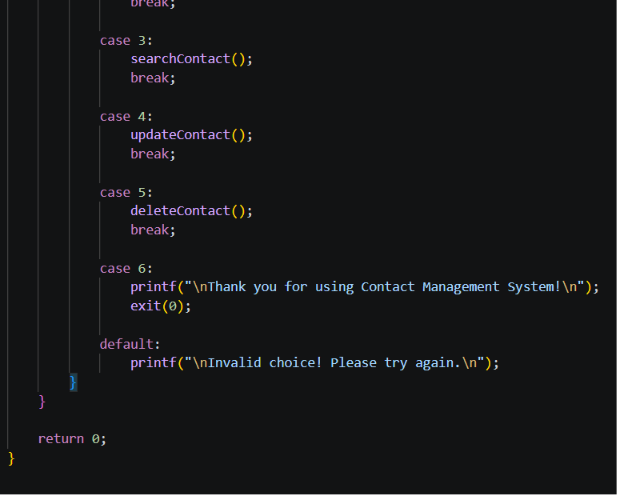 break;
case 3:
searchContact();
break;
case 4:
updateContact();
break;
case 5:
deleteContact();
break;
case 6:
printf("\nThank you for using Contact Management System!\n");
exit(0);
default:
printf("\nInvalid choice! Please try again.\n");
}
}
return 0;
}